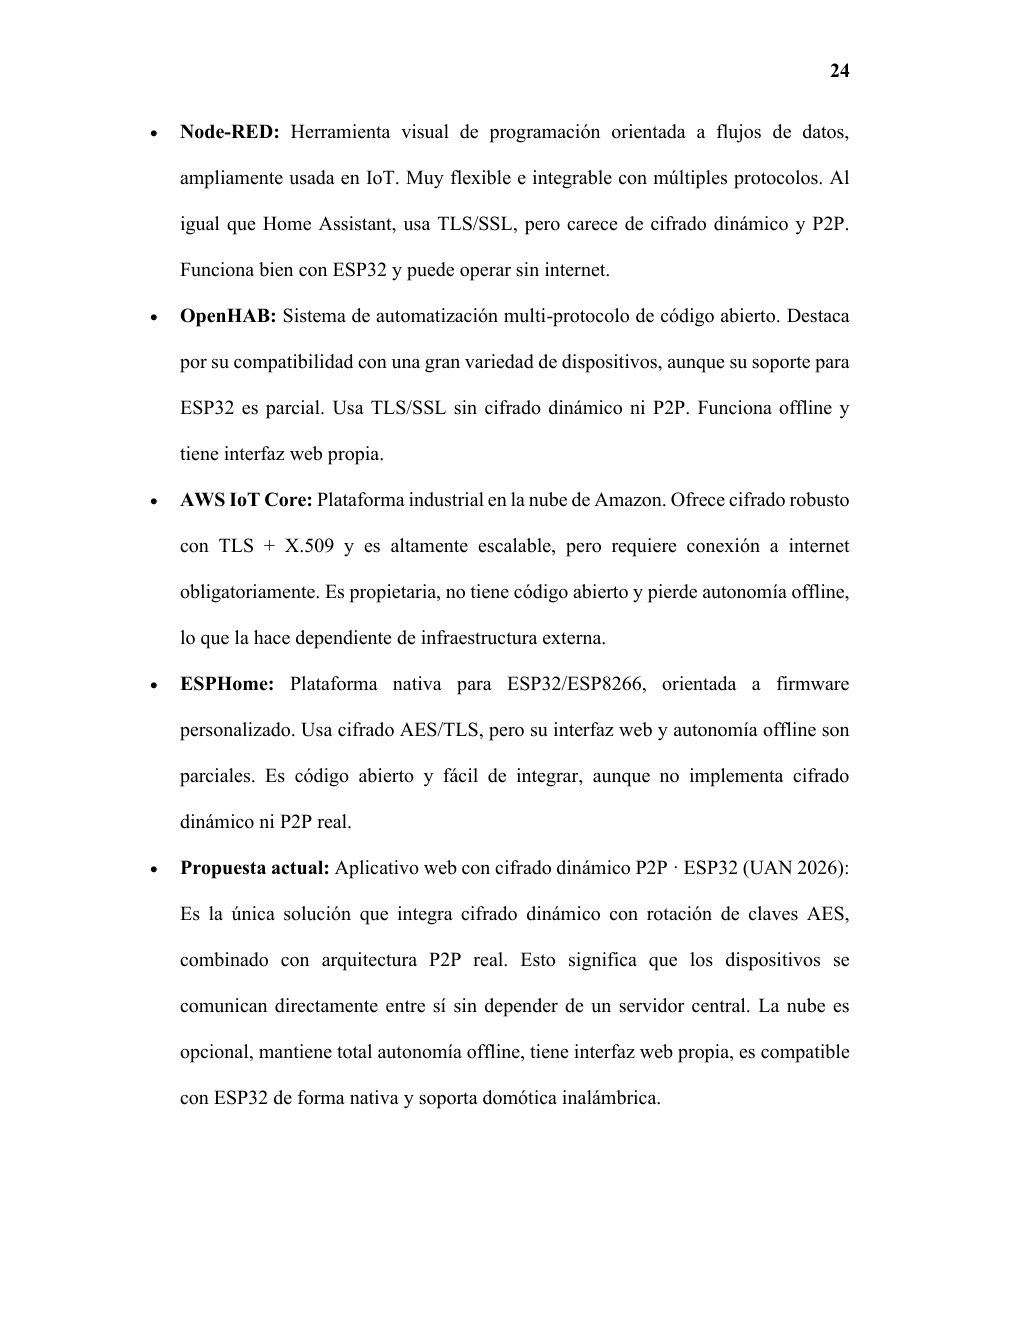 24
• Node-RED: Herramienta visual de programación orientada a flujos de datos,
ampliamente usada en IoT. Muy flexible e integrable con múltiples protocolos. Al
igual que Home Assistant, usa TLS/SSL, pero carece de cifrado dinámico y P2P.
Funciona bien con ESP32 y puede operar sin internet.
• OpenHAB: Sistema de automatización multi-protocolo de código abierto. Destaca
por su compatibilidad con una gran variedad de dispositivos, aunque su soporte para
ESP32 es parcial. Usa TLS/SSL sin cifrado dinámico ni P2P. Funciona offline y
tiene interfaz web propia.
• AWS IoT Core: Plataforma industrial en la nube de Amazon. Ofrece cifrado robusto
con TLS + X.509 y es altamente escalable, pero requiere conexión a internet
obligatoriamente. Es propietaria, no tiene código abierto y pierde autonomía offline,
lo que la hace dependiente de infraestructura externa.
• ESPHome: Plataforma nativa para ESP32/ESP8266, orientada a firmware
personalizado. Usa cifrado AES/TLS, pero su interfaz web y autonomía offline son
parciales. Es código abierto y fácil de integrar, aunque no implementa cifrado
dinámico ni P2P real.
• Propuesta actual: Aplicativo web con cifrado dinámico P2P · ESP32 (UAN 2026):
Es la única solución que integra cifrado dinámico con rotación de claves AES,
combinado con arquitectura P2P real. Esto significa que los dispositivos se
comunican directamente entre sí sin depender de un servidor central. La nube es
opcional, mantiene total autonomía offline, tiene interfaz web propia, es compatible
con ESP32 de forma nativa y soporta domótica inalámbrica.